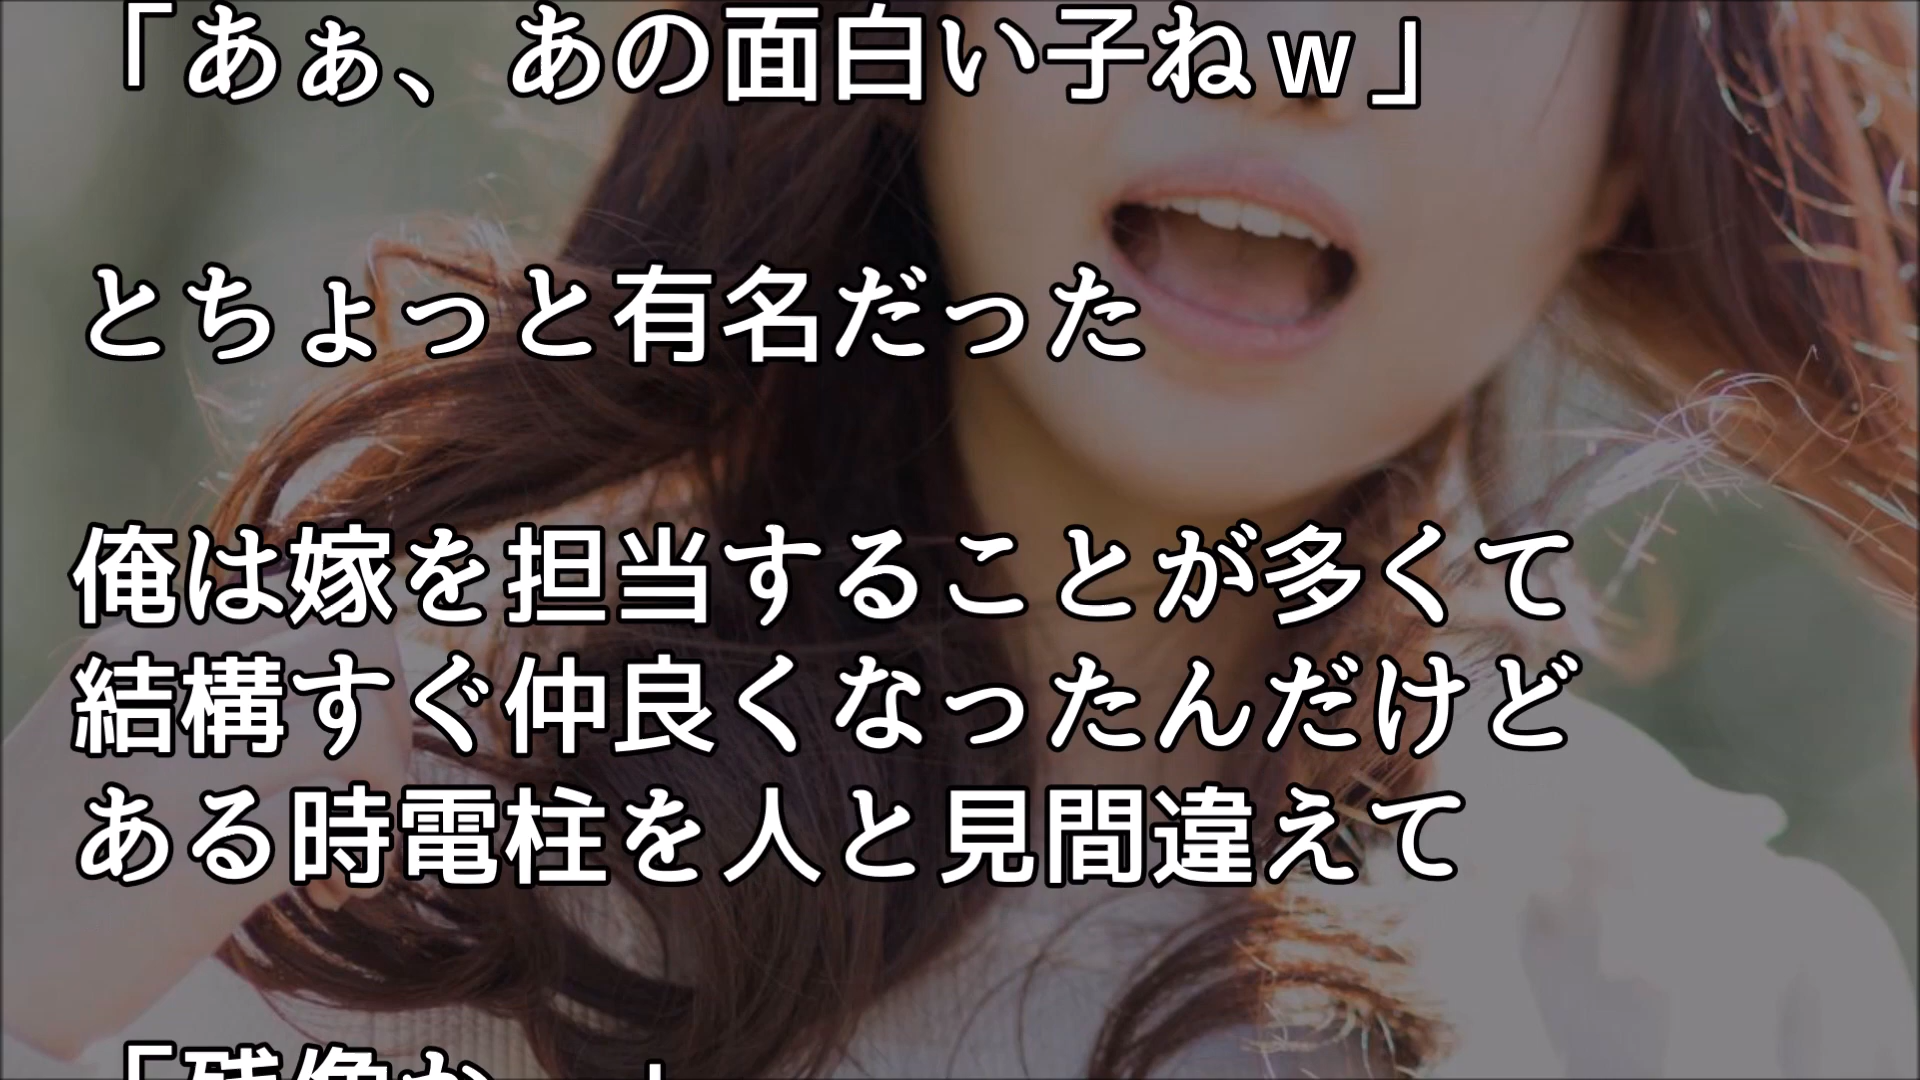 「あぁ、あの面白い子ねｗ」
とちょっと有名だった
俺は嫁を担当することが多くて
結構すぐ仲良くなったんだけど
ある時電柱を人と見間違えて
「残像か…」